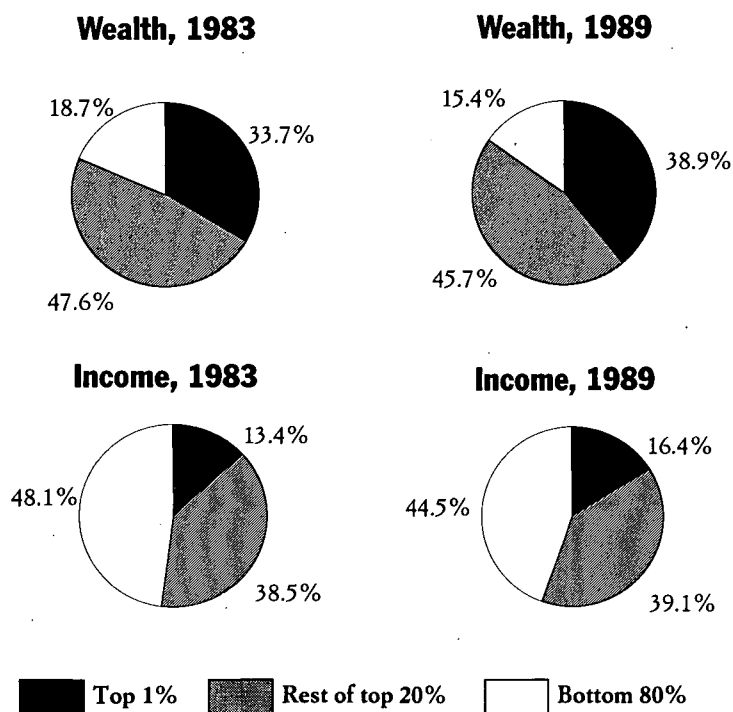 Wealth, 1983
18.7%
33.7%
47.6%
Wealth, 1989
15.4%
38.9%
45.7%
Income, 1983
13.4%
48.1%
38.5%
Income, 1989
16.4%
44.5%
39.1%
Top 1%
Rest of top 20%
Bottom 80%